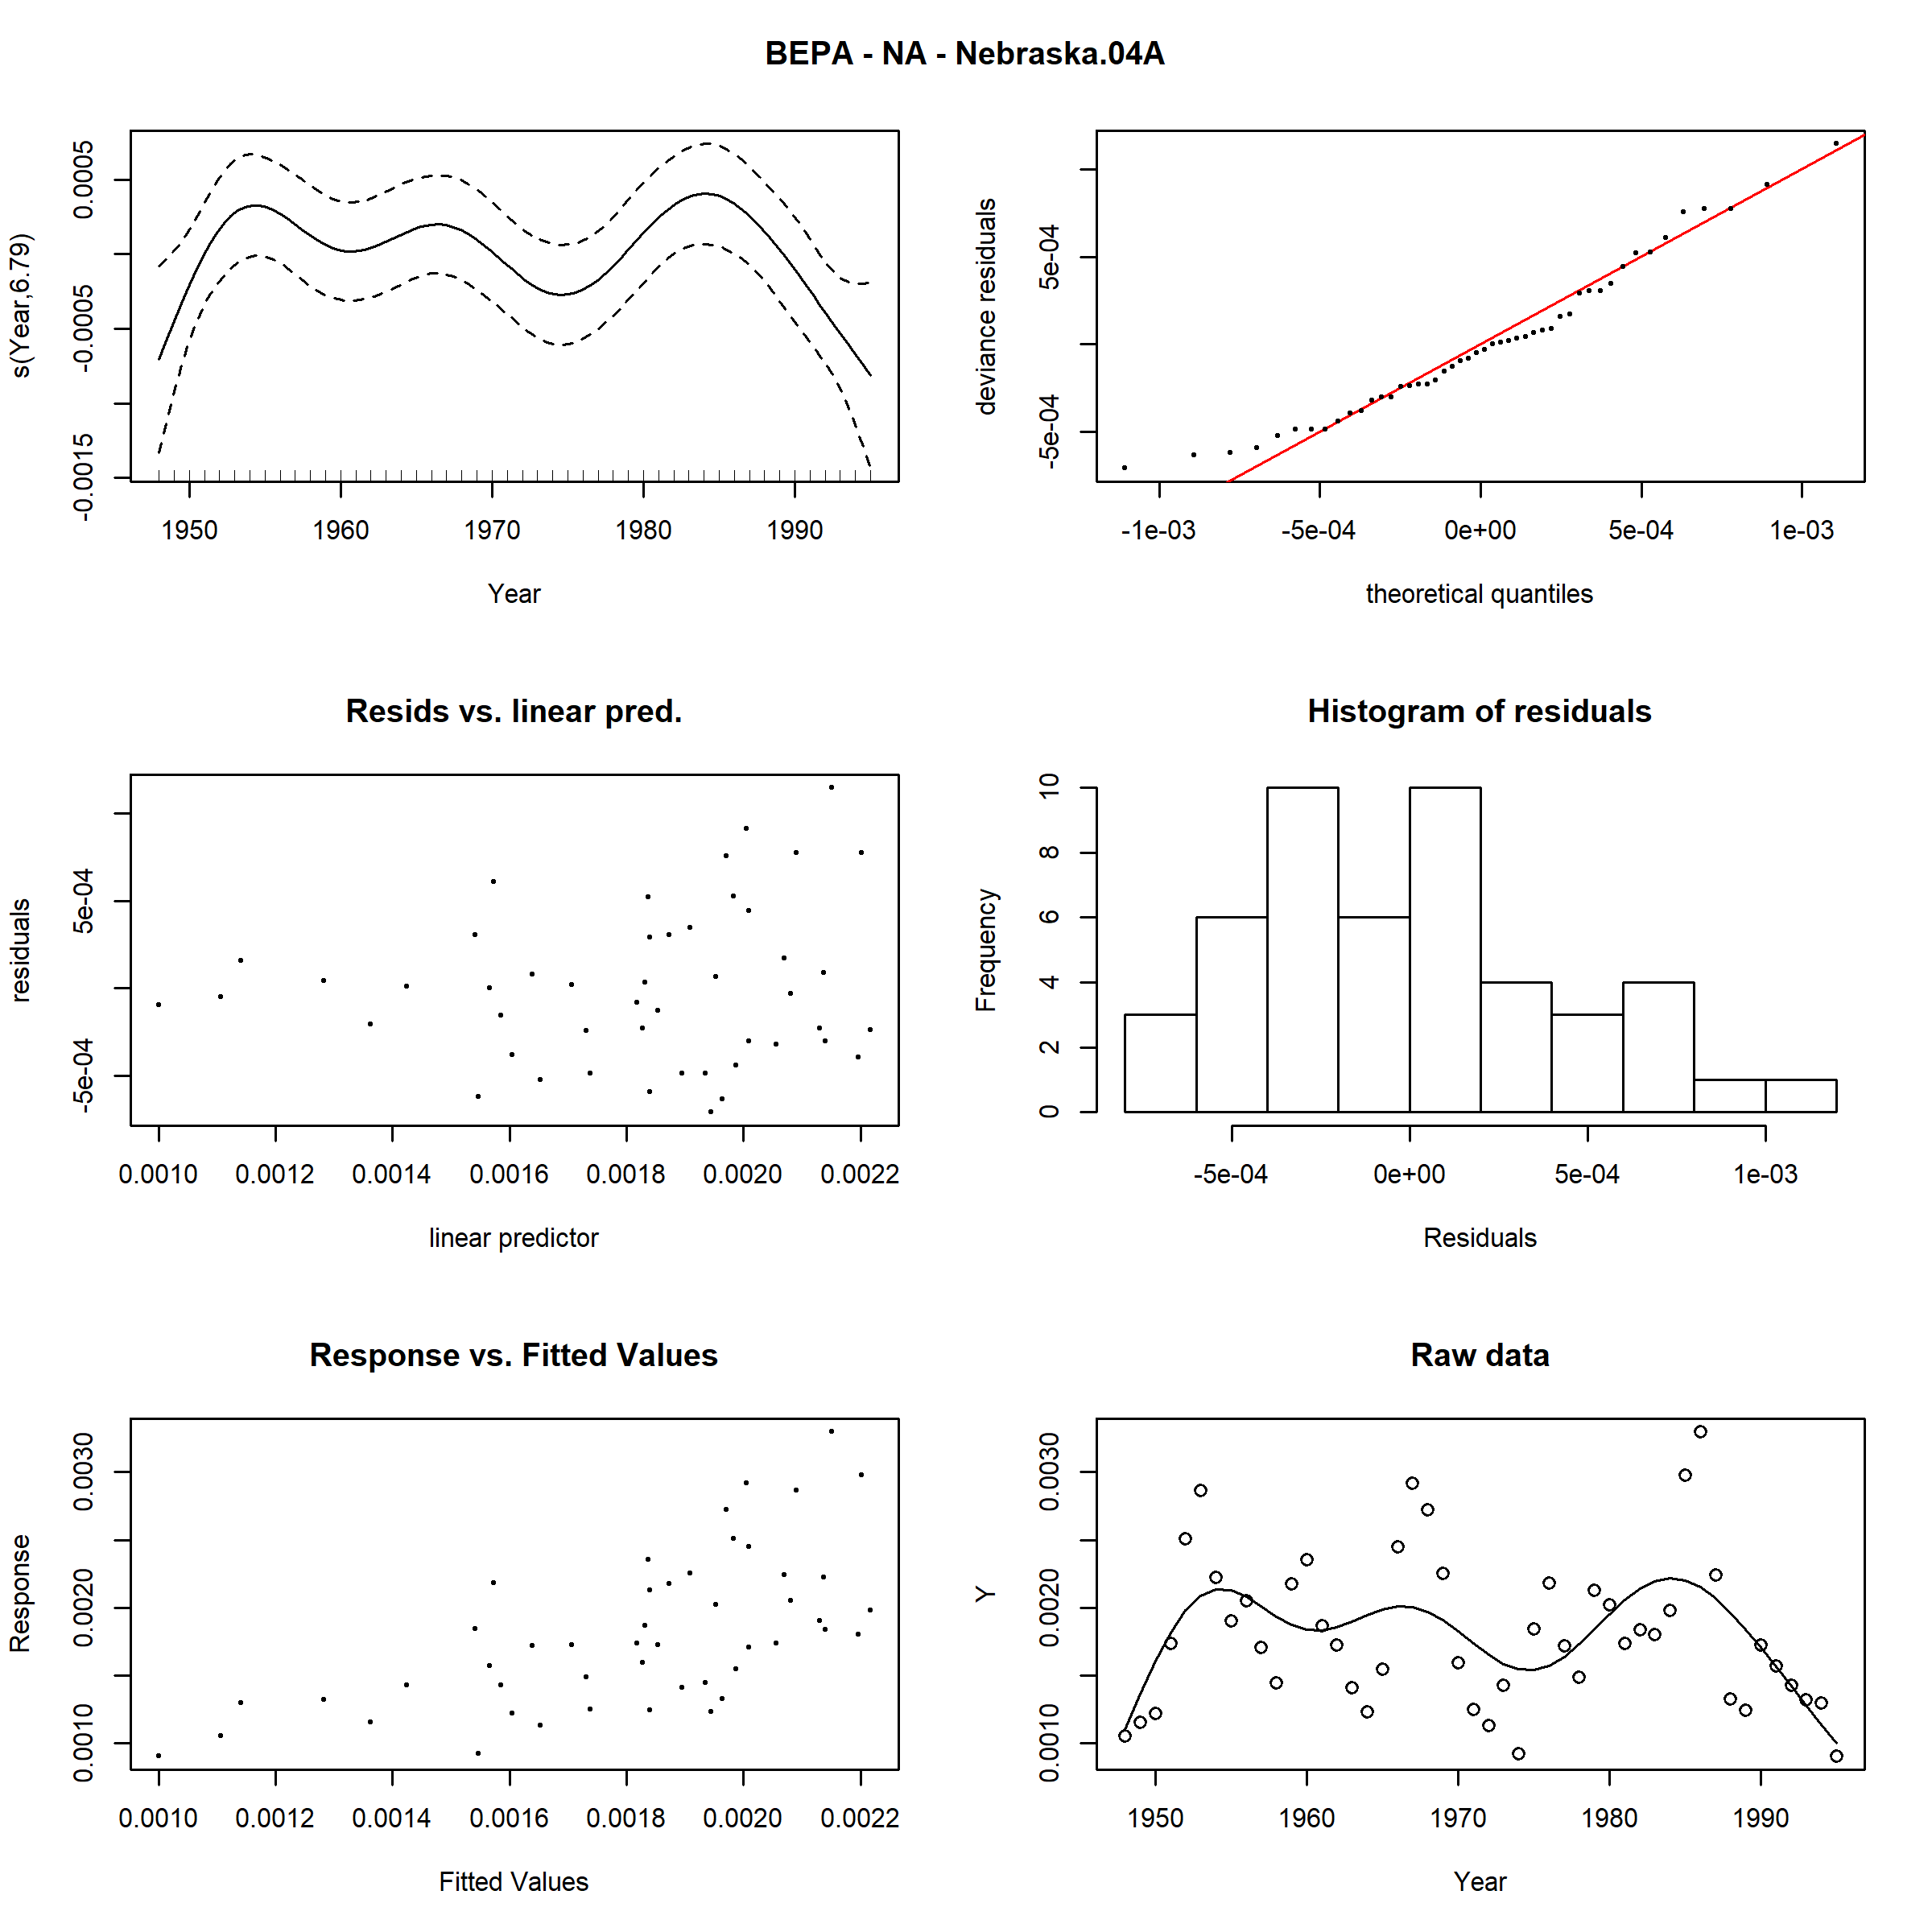 BEPA - NA - Nebraska.04A
s(Year,6.79)
0.0005
-0.0005
-0.0015
1950 1960 1970 1980 1990
Year
deviance residuals
5e-04
-5e-04
-1e-03 -5e-04 0e+00 5e-04 1e-03
theoretical quantiles
Resids vs. linear pred.
residuals
5e-04
-5e-04
0.0010 0.0012 0.0014 0.0016 0.0018 0.0020 0.0022
linear predictor
Histogram of residuals
Frequency
10
8
6
4
2
0
-5e-04 0e+00 5e-04 1e-03
Residuals
Response vs. Fitted Values
Response
0.0030
0.0020
0.0010
0.0010 0.0012 0.0014 0.0016 0.0018 0.0020 0.0022
Fitted Values
Raw data
Y
0.0030
0.0020
0.0010
1950 1960 1970 1980 1990
Year